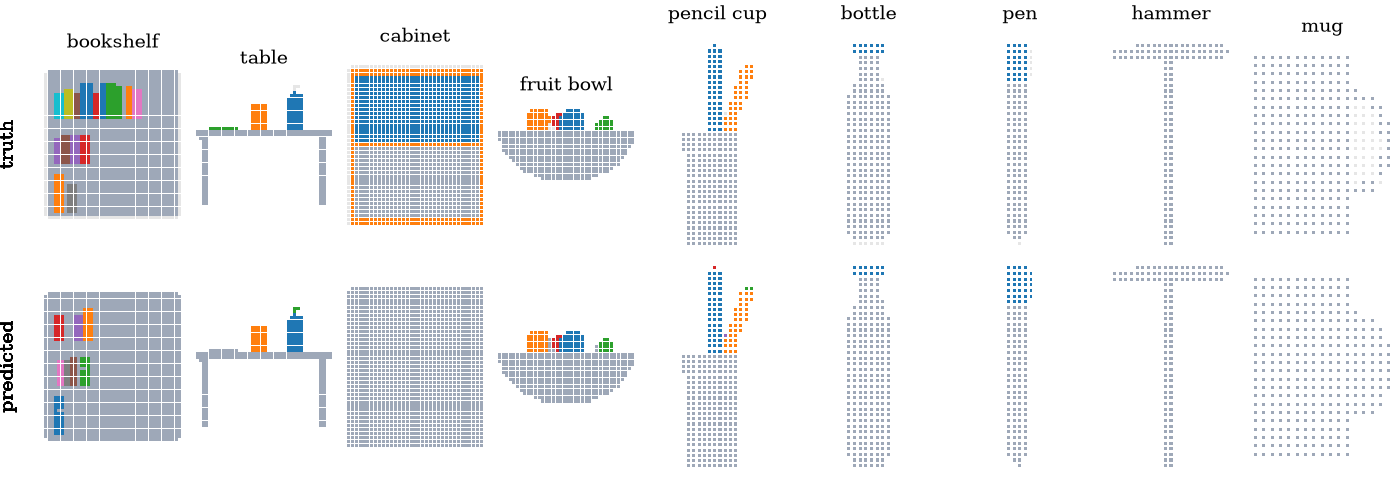 bookshelf
table
cabinet
fruit bowl
pencil cup
bottle
pen
hammer
mug
truth
predicted